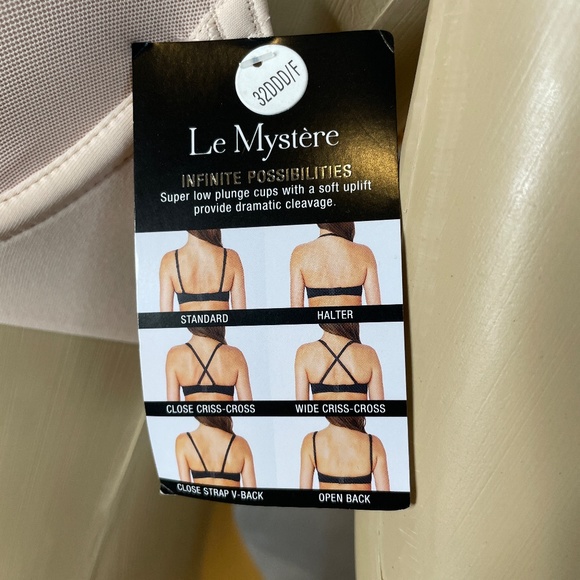 32DDD/F
Le Mystère
INFINITE POSSIBILITIES
Super low plunge cups with a soft uplift
provide dramatic cleavage.
STANDARD
HALTER
CLOSE CRISS-CROSS
WIDE CRISS-CROSS
CLOSE STRAP V-BACK
OPEN BACK